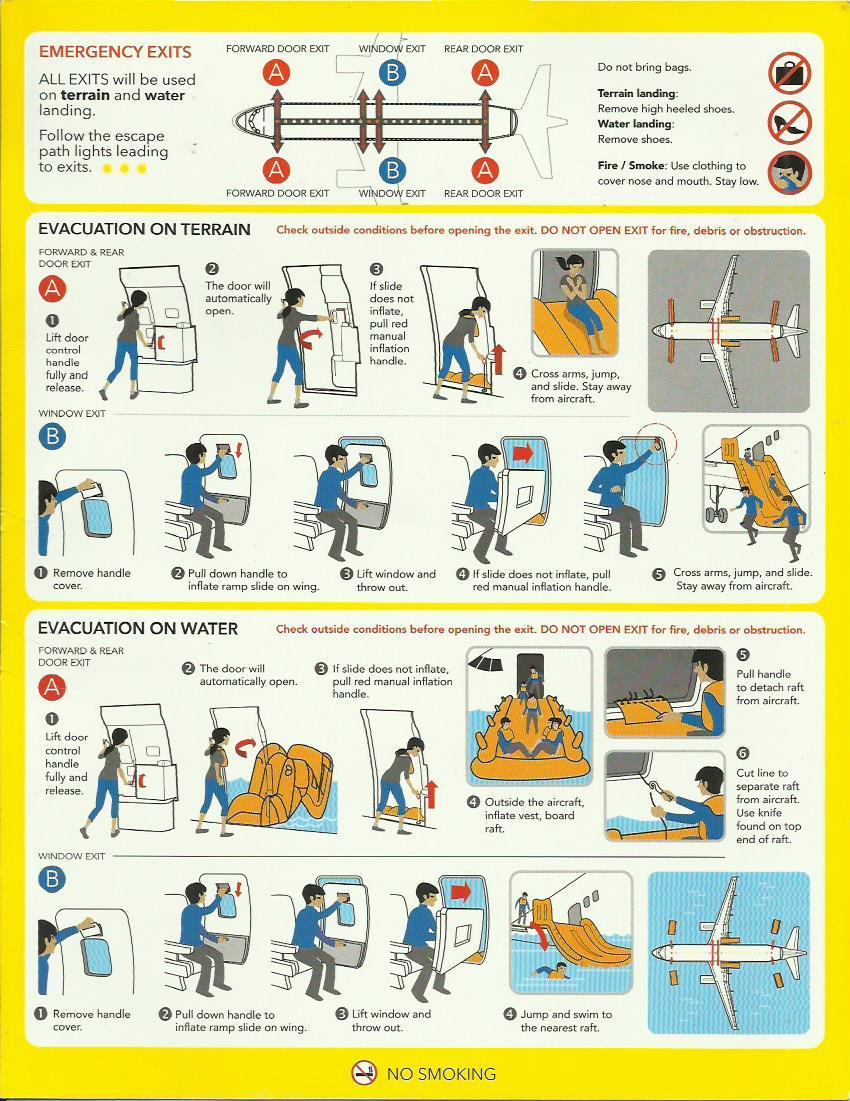 EMERGENCY EXITS
ALL EXITS will be used
on terrain and water
landing.
Follow the escape
path lights leading
to exits.
FORWARD DOOR EXIT
WINDOW EXIT
REAR DOOR EXIT
A
B
A
A
B
A
FORWARD DOOR EXIT
WINDOW EXIT
REAR DOOR EXIT
Do not bring bags.
Terrain landing:
Remove high heeled shoes.
Water landing:
Remove shoes.
Fire / Smoke: Use clothing to
cover nose and mouth. Stay low.
EVACUATION ON TERRAIN
Check outside conditions before opening the exit. DO NOT OPEN EXIT for fire, debris or obstruction.
FORWARD & REAR
DOOR EXIT
A
1
Lift door
control
handle
fully and
release.
2
The door will
automatically
open.
3
If slide
does not
inflate,
pull red
manual
inflation
handle.
4 Cross arms, jump,
and slide. Stay away
from aircraft.
WINDOW EXIT
B
1 Remove handle
cover.
2 Pull down handle to
inflate ramp slide on wing.
3 Lift window and
throw out.
4 If slide does not inflate, pull
red manual inflation handle.
5 Cross arms, jump, and slide.
Stay away from aircraft.
EVACUATION ON WATER
Check outside conditions before opening the exit. DO NOT OPEN EXIT for fire, debris or obstruction.
FORWARD & REAR
DOOR EXIT
A
1
Lift door
control
handle
fully and
release.
2 The door will
automatically open.
3 If slide does not inflate,
pull red manual inflation
handle.
4 Outside the aircraft,
inflate vest, board
raft.
5
Pull handle
to detach raft
from aircraft.
6
Cut line to
separate raft
from aircraft.
Use knife
found on top
end of raft.
WINDOW EXIT
B
1 Remove handle
cover.
2 Pull down handle to
inflate ramp slide on wing.
3 Lift window and
throw out.
4 Jump and swim to
the nearest raft.
NO SMOKING